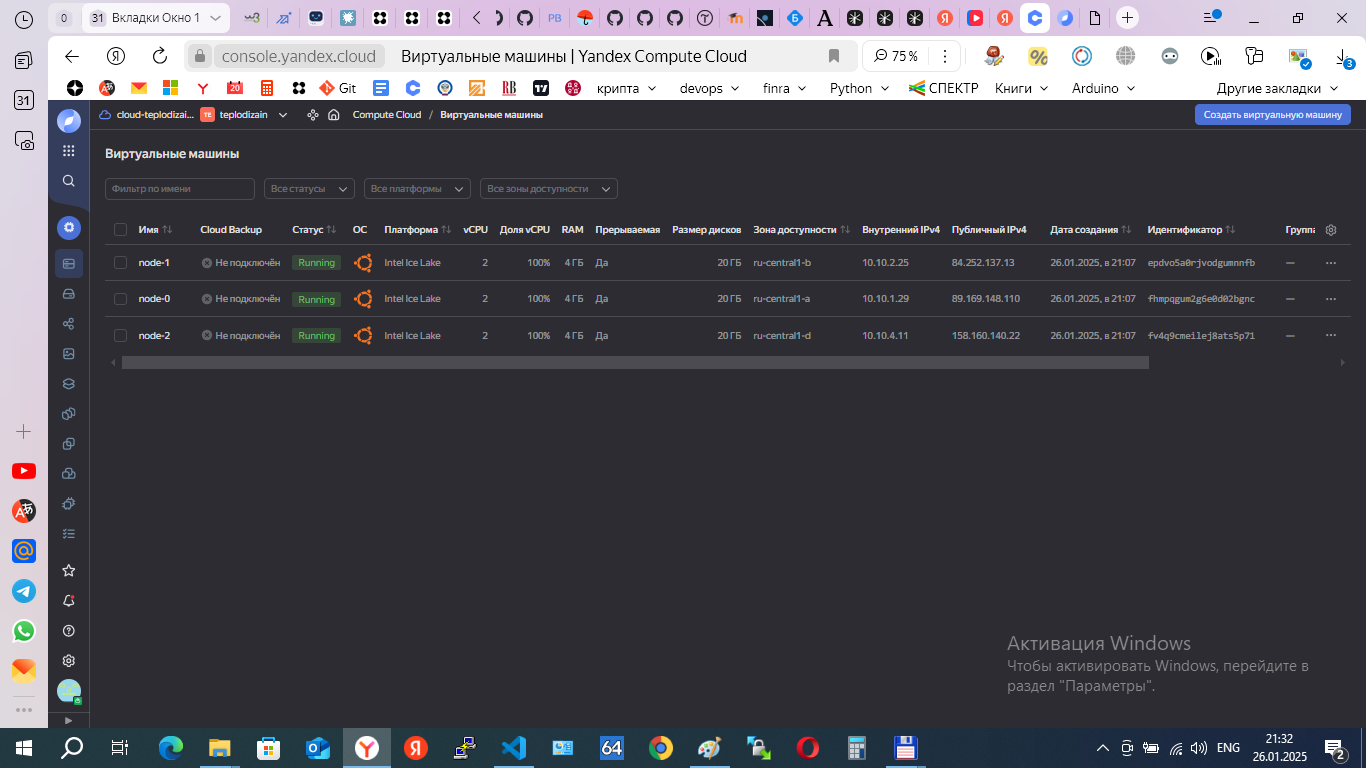 0
31 Вкладки Окно 1
PB
console.yandex.cloud Виртуальные машины | Yandex Compute Cloud
75%
Git
крипта
devops
finra
Python
СПЕКТР
Книги
Arduino
Другие закладки
cloud-teplodizai... TE teplodizain
Compute Cloud / Виртуальные машины
Создать виртуальную машину
Виртуальные машины
Фильтр по имени
Все статусы
Все платформы
Все зоны доступности
Имя Cloud Backup Статус ОС Платформа vCPU Доля vCPU RAM Прерываемая Размер дисков Зона доступности Внутренний IPv4 Публичный IPv4 Дата создания Идентификатор
node-1 Не подключён Running Intel Ice Lake 2 100% 4 ГБ Да 20 ГБ ru-central1-b 10.10.2.25 84.252.137.13 26.01.2025, в 21:07 epdvo5a0rjvodgumnnfb —
node-0 Не подключён Running Intel Ice Lake 2 100% 4 ГБ Да 20 ГБ ru-central1-a 10.10.1.29 89.169.148.110 26.01.2025, в 21:07 fhmpqgum2g6e0d02bgnc —
node-2 Не подключён Running Intel Ice Lake 2 100% 4 ГБ Да 20 ГБ ru-central1-d 10.10.4.11 158.160.140.22 26.01.2025, в 21:07 fv4q9cmeilej8ats5p71 —
Активация Windows
Чтобы активировать Windows, перейдите в
раздел "Параметры".
64
ENG
21:32
26.01.2025
2